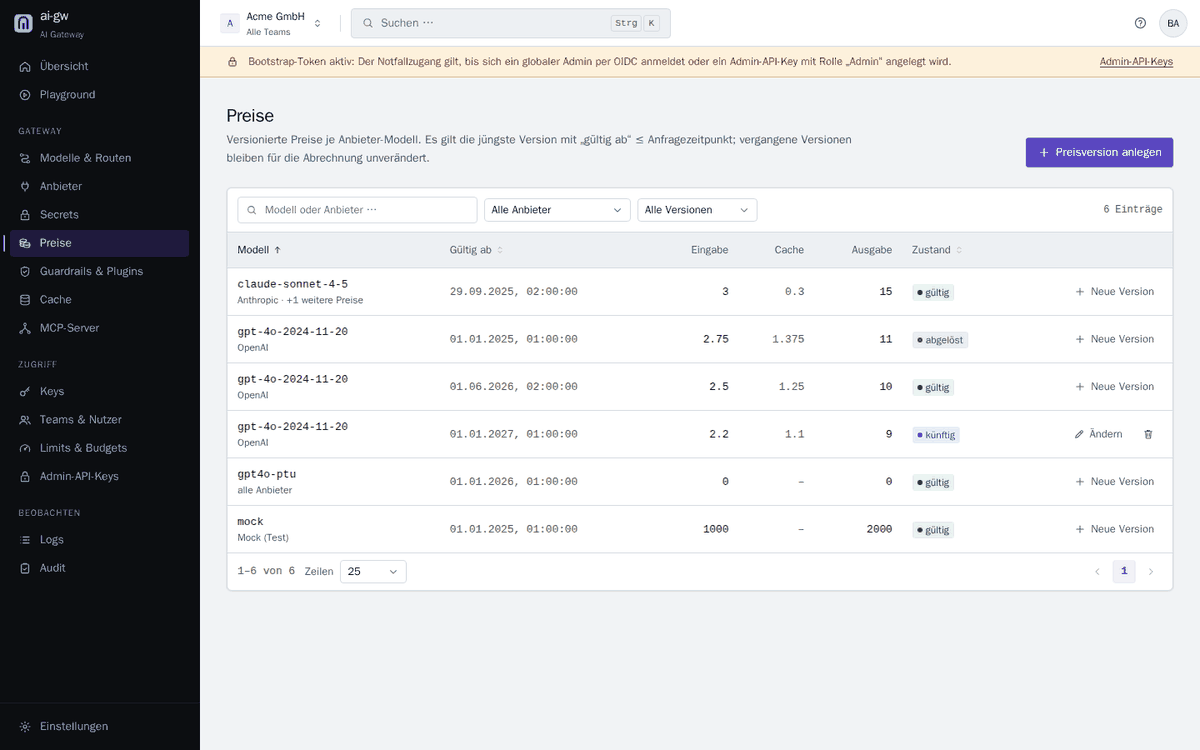 ai-gw
AI Gateway
Übersicht
Playground
GATEWAY
Modelle & Routen
Anbieter
Secrets
Preise
Guardrails & Plugins
Cache
MCP-Server
ZUGRIFF
Keys
Teams & Nutzer
Limits & Budgets
Admin-API-Keys
BEOBACHTEN
Logs
Audit
Einstellungen
A
Acme GmbH
Alle Teams
Suchen ···
Strg K
BA
Bootstrap-Token aktiv: Der Notfallzugang gilt, bis sich ein globaler Admin per OIDC anmeldet oder ein Admin-API-Key mit Rolle „Admin“ angelegt wird.
Admin-API-Keys
Preise
Versionierte Preise je Anbieter-Modell. Es gilt die jüngste Version mit „gültig ab“ ≤ Anfragezeitpunkt; vergangene Versionen
bleiben für die Abrechnung unverändert.
+ Preisversion anlegen
Modell oder Anbieter ···
Alle Anbieter
Alle Versionen
6 Einträge
Modell ↑ Gültig ab Eingabe Cache Ausgabe Zustand
claude-sonnet-4-5
Anthropic · +1 weitere Preise
29.09.2025, 02:00:00 3 0.3 15 gültig + Neue Version
gpt-4o-2024-11-20
OpenAI
01.01.2025, 01:00:00 2.75 1.375 11 abgelöst + Neue Version
gpt-4o-2024-11-20
OpenAI
01.06.2026, 02:00:00 2.5 1.25 10 gültig + Neue Version
gpt-4o-2024-11-20
OpenAI
01.01.2027, 01:00:00 2.2 1.1 9 künftig Ändern
gpt4o-ptu
alle Anbieter
01.01.2026, 01:00:00 0 – 0 gültig + Neue Version
mock
Mock (Test)
01.01.2025, 01:00:00 1000 – 2000 gültig + Neue Version
1–6 von 6 Zeilen 25
‹ 1 ›